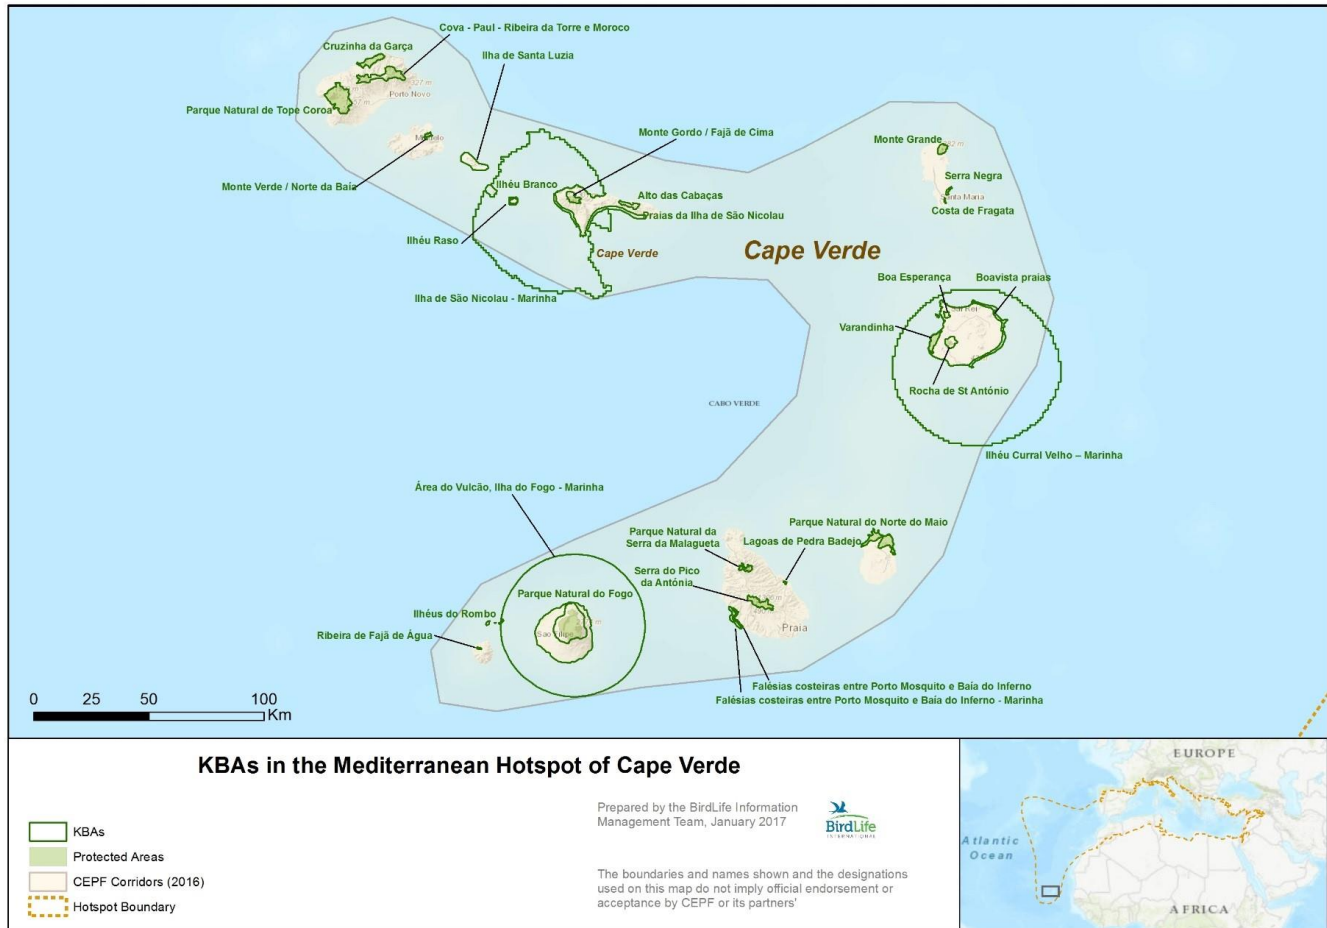 Cova - Paul - Ribeira da Torre e Moroco
Cruzinha da Garça
Ilha de Santa Luzia
Porto Novo
Parque Natural de Tope Coroa
Monte Gordo / Fajã de Cima
Monte Grande
Monte Verde / Norte da Baía
Ilhéu Branco
Alto das Cabaças
Serra Negra
Santa Maria
Praias da Ilha de São Nicolau
Costa de Fragata
Ilhéu Raso
Cape Verde
Cape Verde
Boa Esperança
Boavista praias
Ilha de São Nicolau - Marinha
Sal Rei
Varandinha
Rocha de St António
CABO VERDE
Ilhéu Curral Velho – Marinha
Área do Vulcão, Ilha do Fogo - Marinha
Parque Natural do Norte do Maio
Parque Natural da
Serra da Malagueta
Lagoas de Pedra Badejo
Serra do Pico
da Antónia
Parque Natural do Fogo
Ilhéus do Rombo
Sao Filipe
Praia
Ribeira de Fajã de Água
Falésias costeiras entre Porto Mosquito e Baía do Inferno
Falésias costeiras entre Porto Mosquito e Baía do Inferno - Marinha
0 25 50 100
Km
KBAs in the Mediterranean Hotspot of Cape Verde
KBAs
Protected Areas
CEPF Corridors (2016)
Hotspot Boundary
Prepared by the BirdLife Information
Management Team, January 2017
BirdLife
INTERNATIONAL
The boundaries and names shown and the designations
used on this map do not imply official endorsement or
acceptance by CEPF or its partners'
EUROPE
Atlantic
Ocean
AFRICA